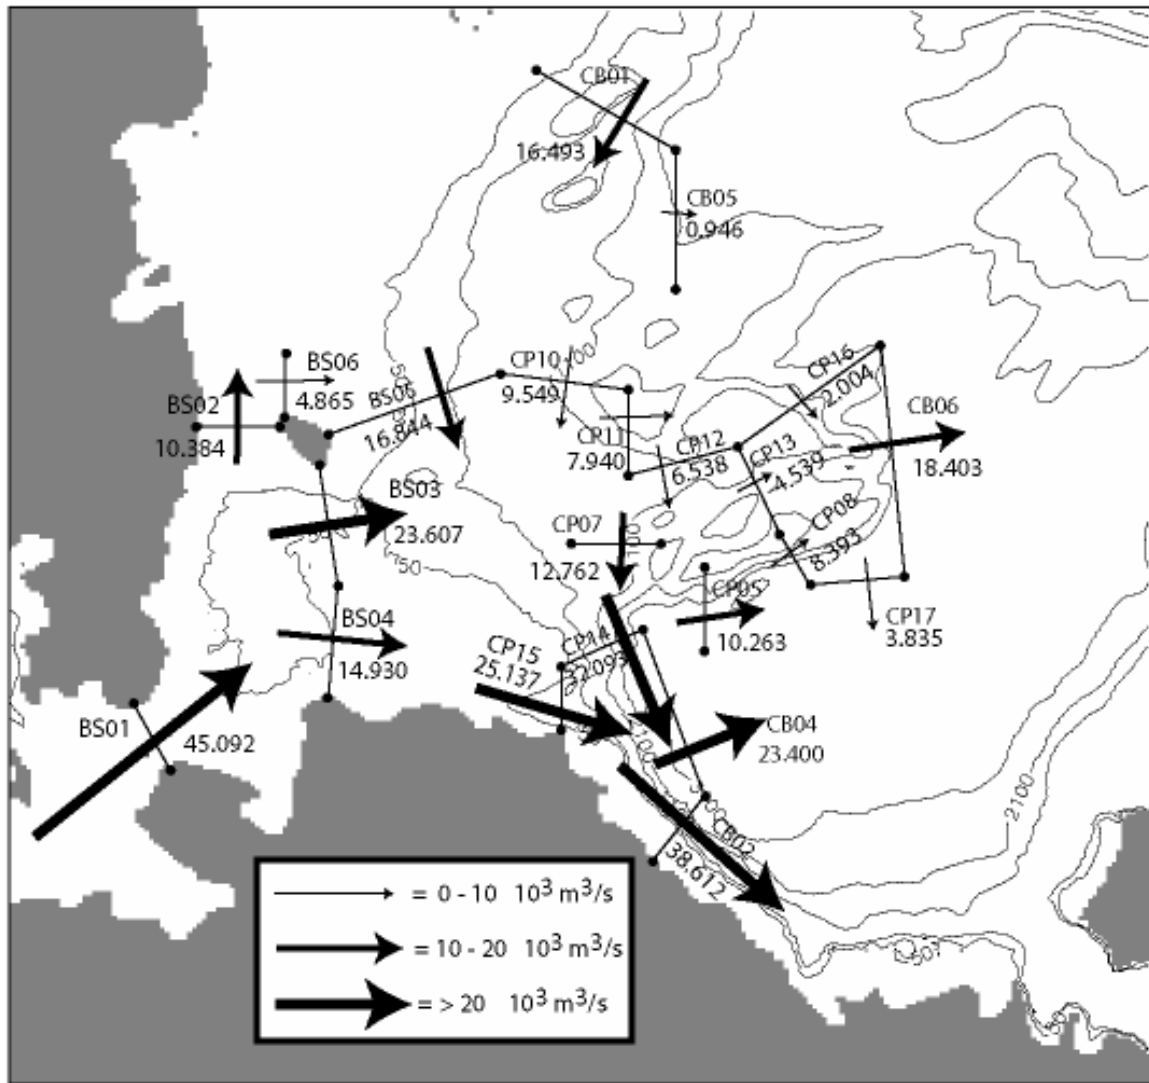 CB01
16.493
CB05
0.946
BS06
4.865
BS02
10.384
BS05
16.844
CP10
9.549
CP11
7.940
CP12
6.538
CP16
2.004
CP13
4.539
CB06
18.403
CP08
8.393
BS03
23.607
CP07
12.762
CP05
10.263
CP17
3.835
BS04
14.930
CP14
32.093
CP15
25.137
BS01
45.092
CB04
23.400
CB02
38.612
2100
= 0 - 10 10³ m³/s
= 10 - 20 10³ m³/s
= > 20 10³ m³/s